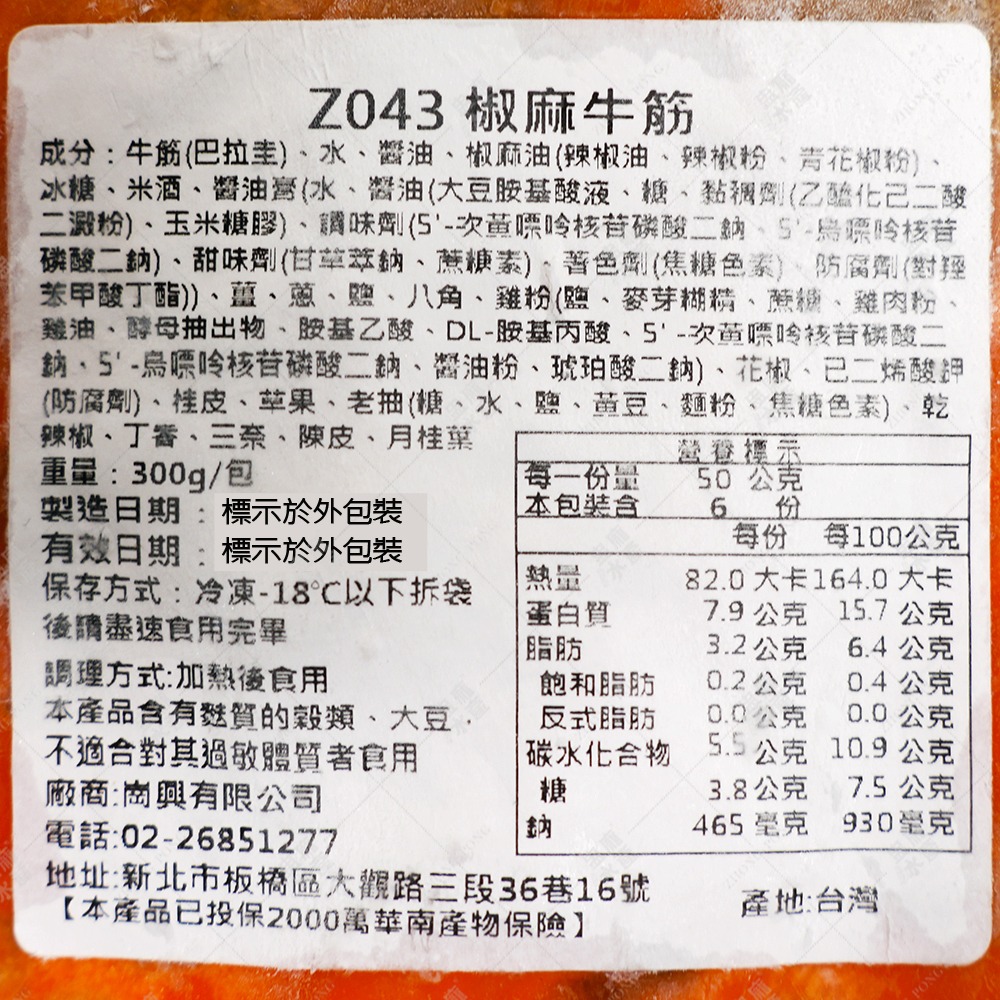 Z043 椒麻牛筋
成分：牛筋(巴拉圭)、水、醬油、椒麻油(辣椒油、辣椒粉、青花椒粉)、
冰糖、米酒、醬油膏(水、醬油(大豆胺基酸液、糖、黏稠劑(乙醯化己二酸
二澱粉)、玉米糖膠)、調味劑(5'-次黃嘌呤核苷磷酸二鈉、5'-鳥嘌呤核苷
磷酸二鈉)、甜味劑(甘草萃鈉、蔗糖素)、著色劑(焦糖色素)、防腐劑(對羥
苯甲酸丁酯))、薑、蔥、鹽、八角、雞粉(鹽、麥芽糊精、蔗糖、雞肉粉、
雞油、酵母抽出物、胺基乙酸、DL-胺基丙酸、5'-次黃嘌呤核苷磷酸二
鈉、5'-鳥嘌呤核苷磷酸二鈉、醬油粉、琥珀酸二鈉)、花椒、己二烯酸鉀
(防腐劑)、桂皮、苹果、老抽(糖、水、鹽、黃豆、麵粉、焦糖色素)、乾
辣椒、丁香、三奈、陳皮、月桂葉
重量：300g/包
製造日期：標示於外包裝
有效日期：標示於外包裝
保存方式：冷凍-18℃以下拆袋
後請盡速食用完畢
調理方式:加熱後食用
本產品含有麩質的穀類、大豆，
不適合對其過敏體質者食用
廠商:崗興有限公司
電話:02-26851277
地址:新北市板橋區大觀路三段36巷16號
【本產品已投保2000萬華南產物保險】
營養標示
每一份量 50 公克
本包裝含 6 份
每份 每100公克
熱量 82.0 大卡 164.0 大卡
蛋白質 7.9 公克 15.7 公克
脂肪 3.2 公克 6.4 公克
飽和脂肪 0.2 公克 0.4 公克
反式脂肪 0.0 公克 0.0 公克
碳水化合物 5.5 公克 10.9 公克
糖 3.8 公克 7.5 公克
鈉 465 毫克 930 毫克
產地:台灣